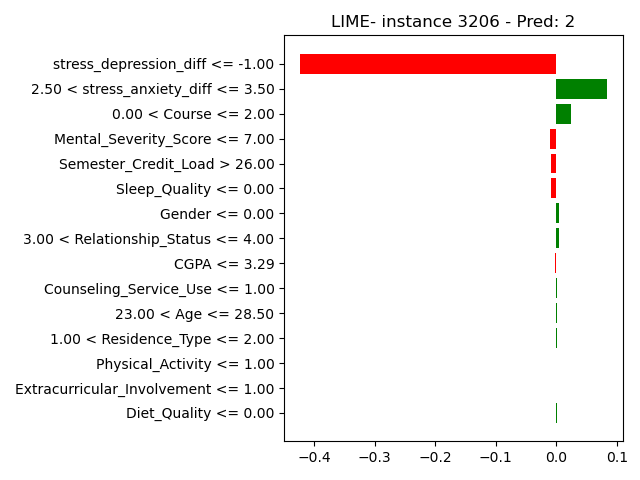 LIME- instance 3206 - Pred: 2
stress_depression_diff <= -1.00
2.50 < stress_anxiety_diff <= 3.50
0.00 < Course <= 2.00
Mental_Severity_Score <= 7.00
Semester_Credit_Load > 26.00
Sleep_Quality <= 0.00
Gender <= 0.00
3.00 < Relationship_Status <= 4.00
CGPA <= 3.29
Counseling_Service_Use <= 1.00
23.00 < Age <= 28.50
1.00 < Residence_Type <= 2.00
Physical_Activity <= 1.00
Extracurricular_Involvement <= 1.00
Diet_Quality <= 0.00
−0.4 −0.3 −0.2 −0.1 0.0 0.1